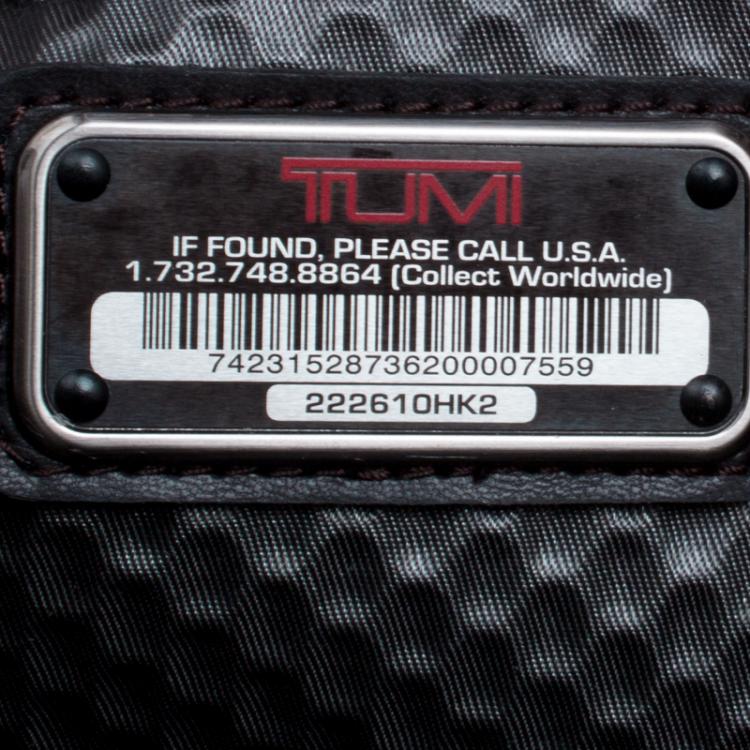 TUMI
IF FOUND, PLEASE CALL U.S.A.
1.732.748.8864 (Collect Worldwide)
74231528736200007559
222610HK2